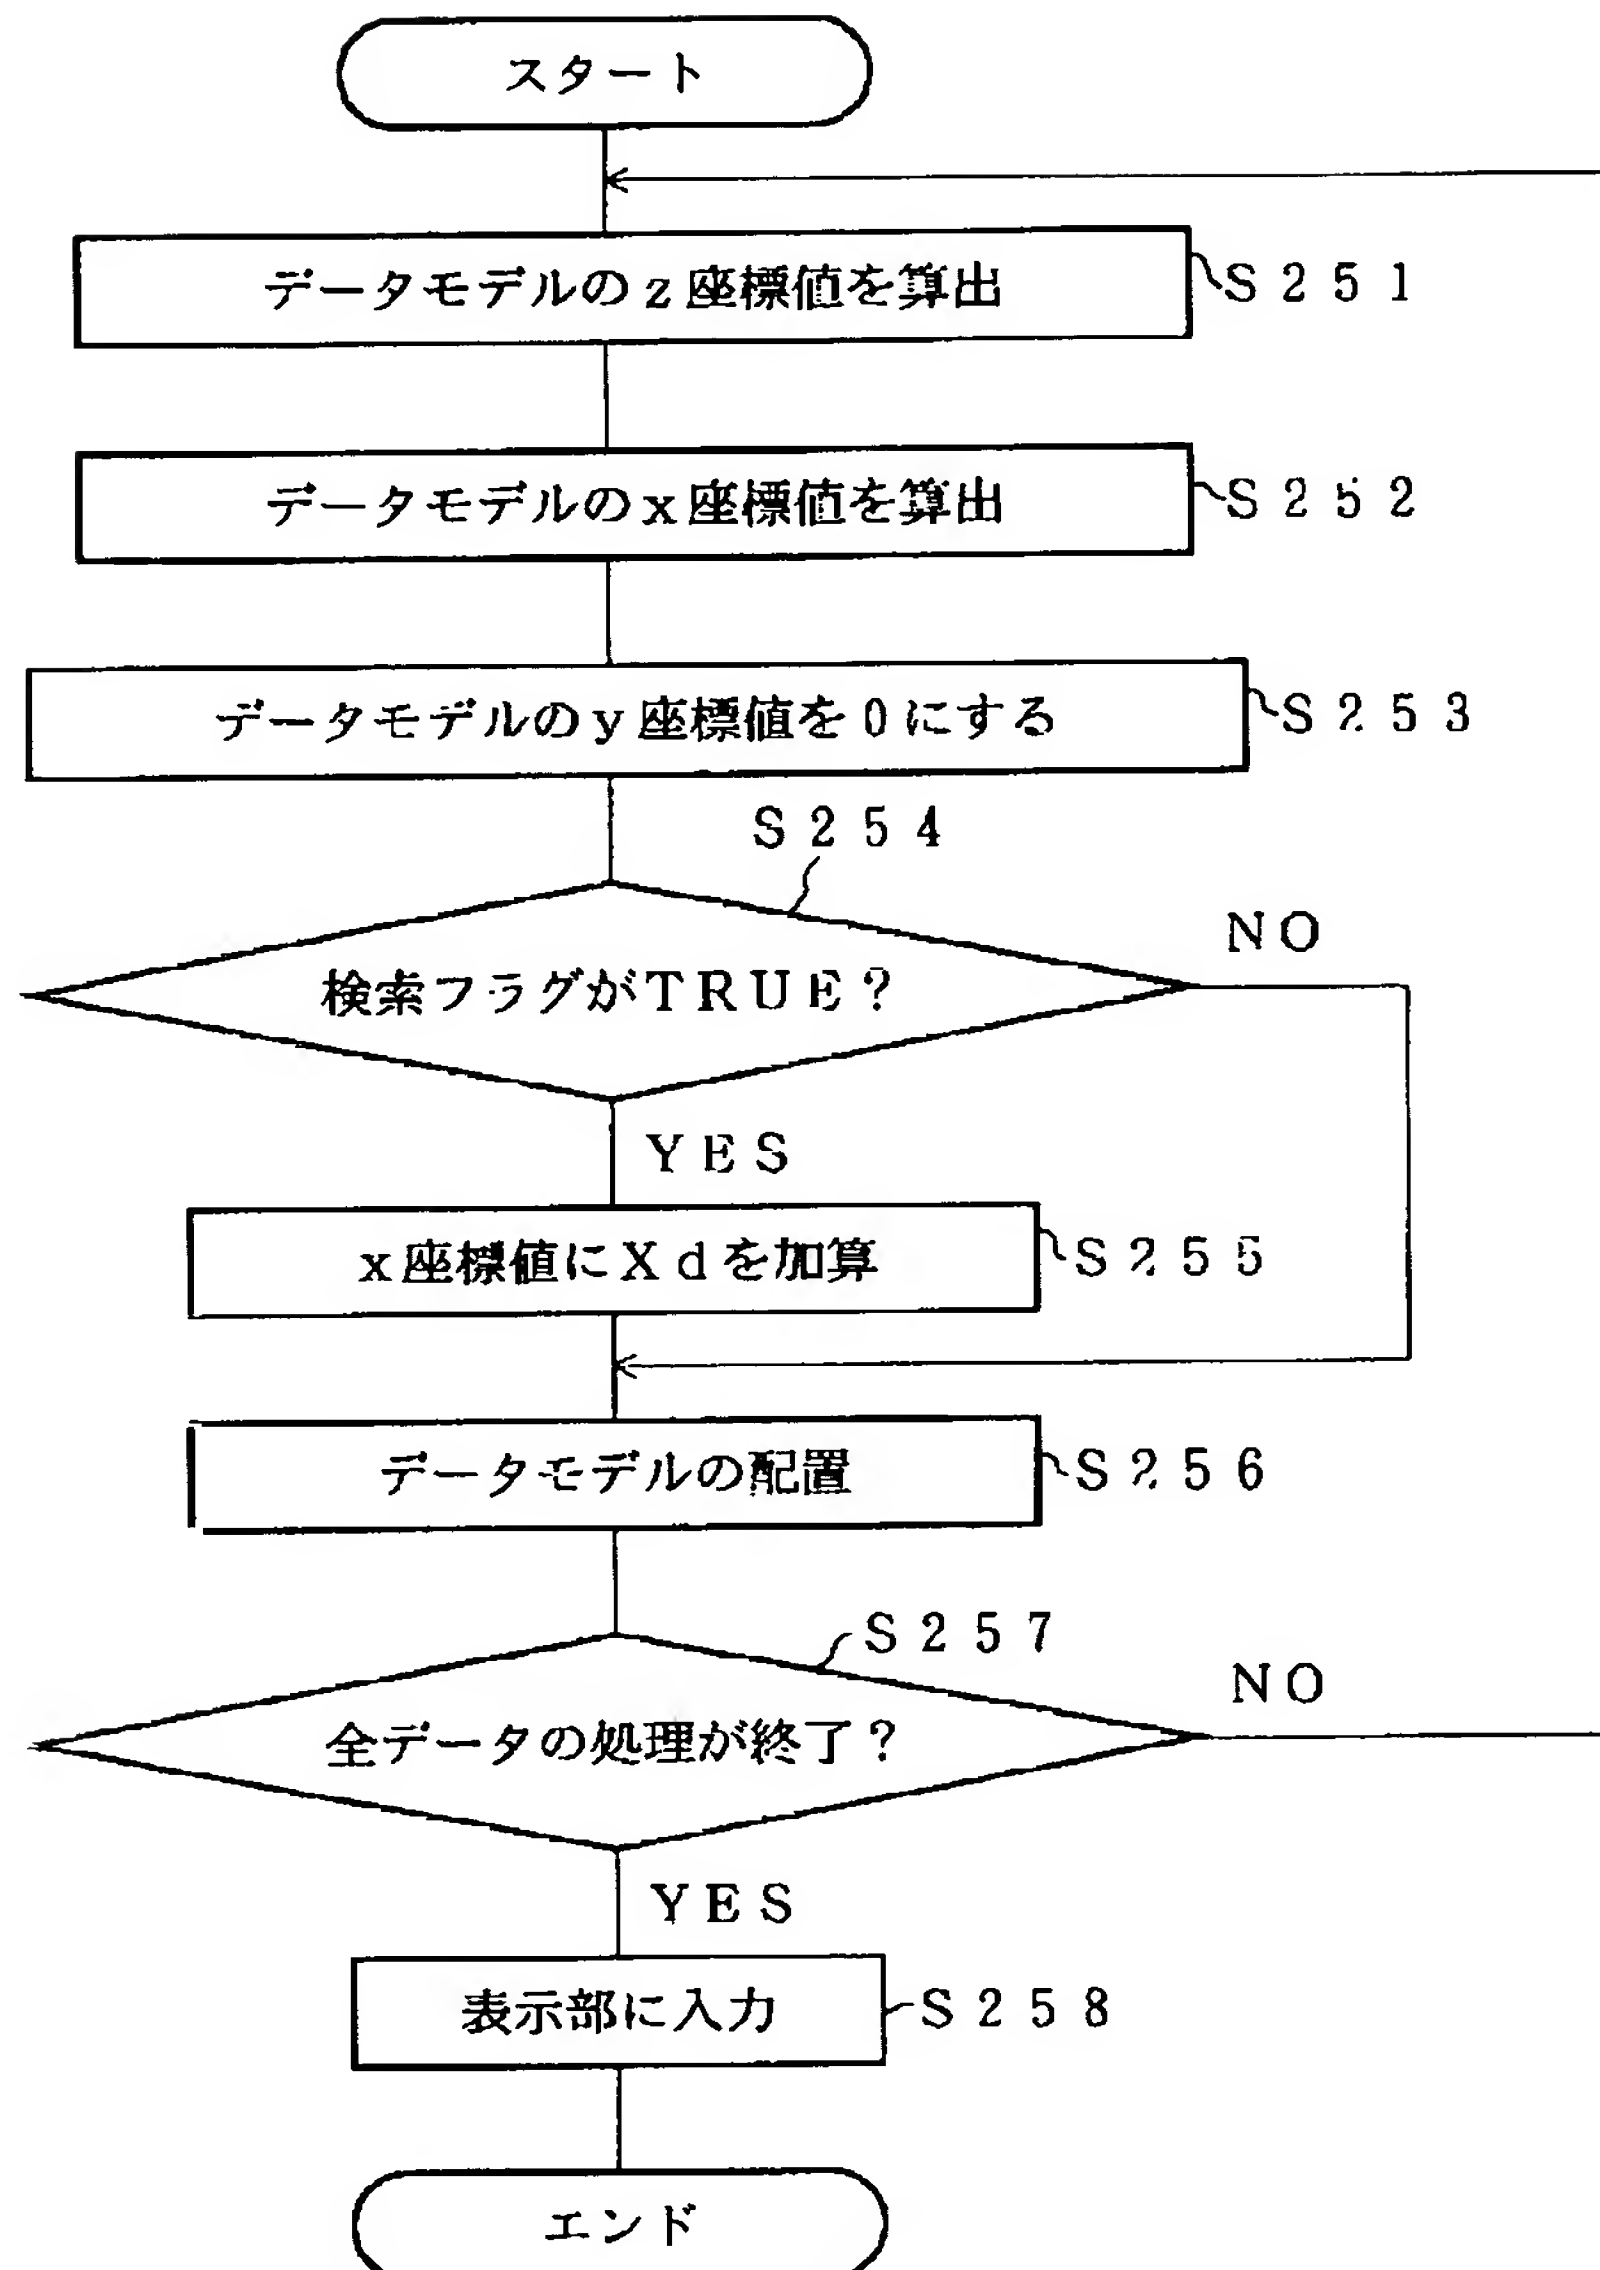 スタート
データモデルのz座標値を算出
S251
データモデルのx座標値を算出
S252
データモデルのy座標値を0にする
S253
S254
NO
検索フラグがTRUE?
YES
x座標値にXdを加算
S255
データモデルの配置
S256
S257
NO
全データの処理が終了?
YES
表示部に入力
S258
エンド